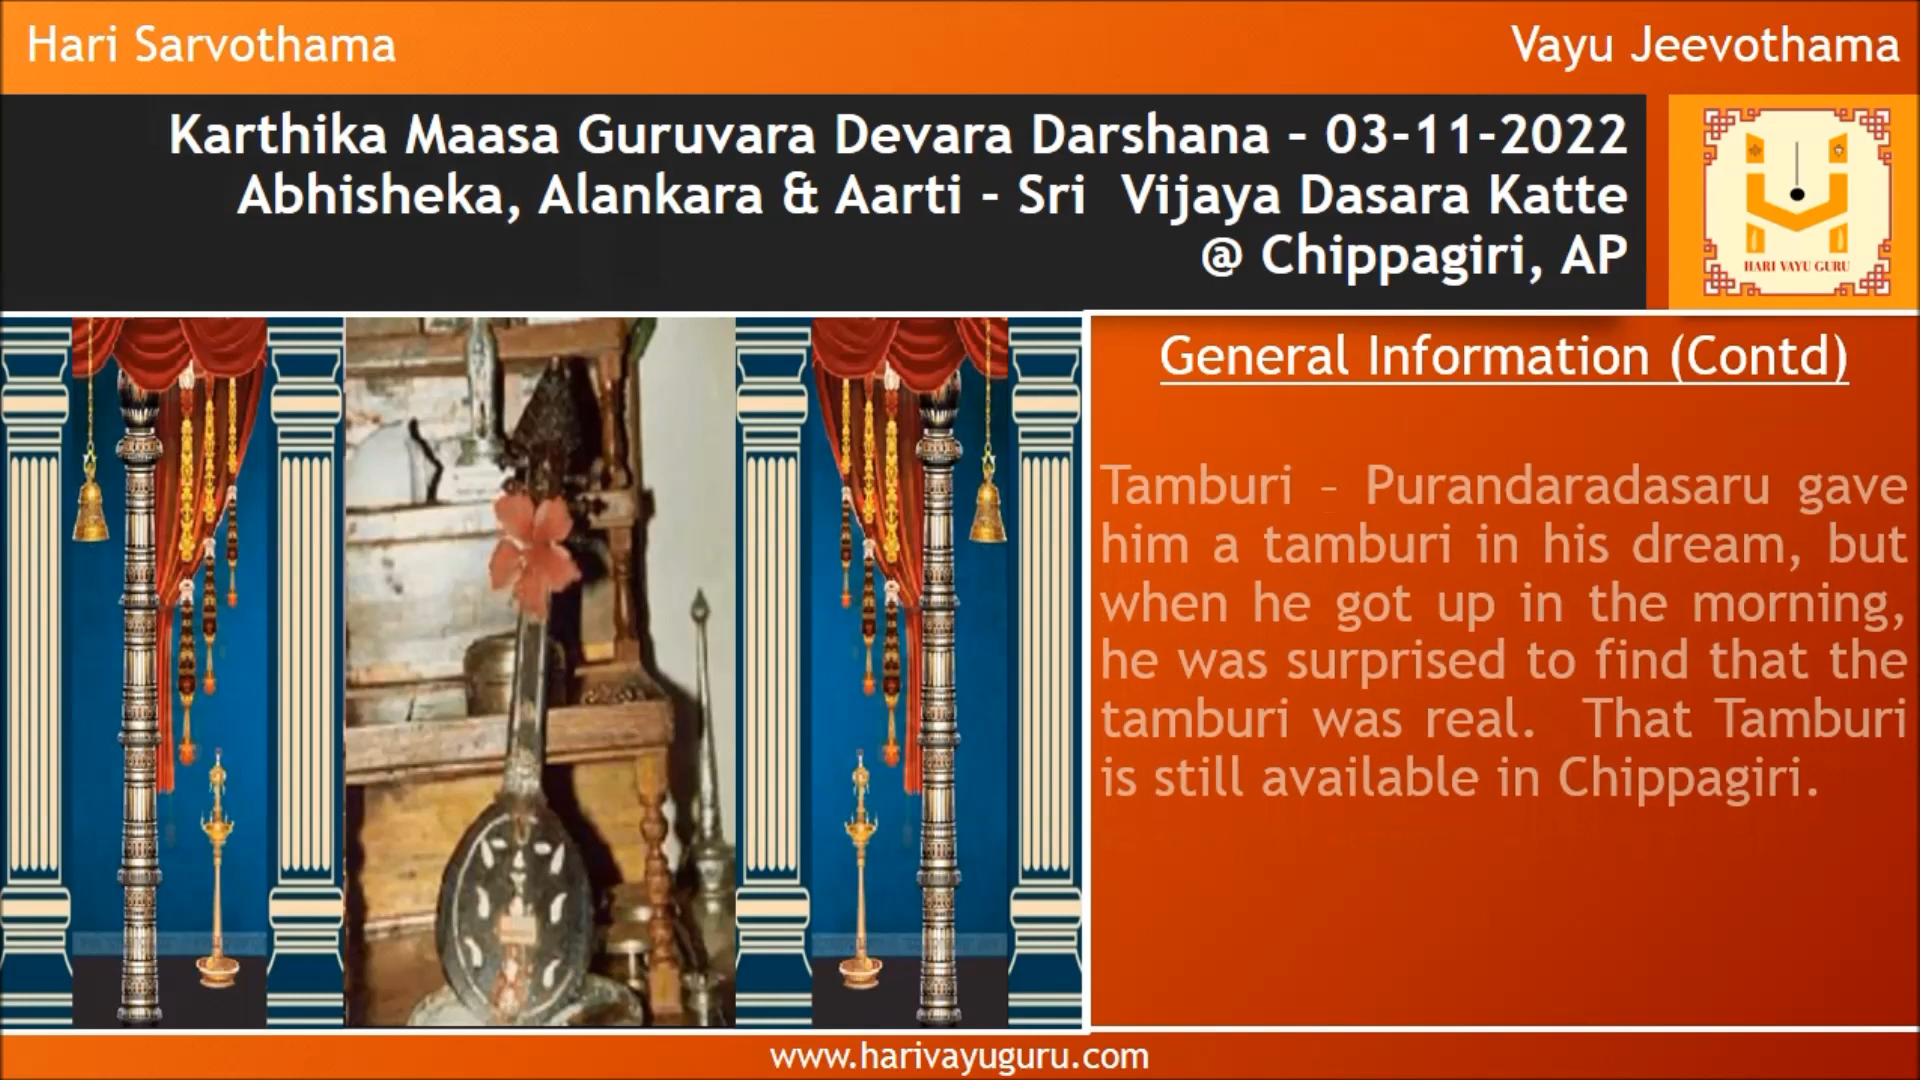 Hari Sarvothama
Vayu Jeevothama
Karthika Maasa Guruvara Devara Darshana – 03-11-2022
Abhisheka, Alankara & Aarti - Sri Vijaya Dasara Katte
@ Chippagiri, AP
HARI VAYU GURU
General Information (Contd)
Tamburi – Purandaradasaru gave
him a tamburi in his dream, but
when he got up in the morning,
he was surprised to find that the
tamburi was real. That Tamburi
is still available in Chippagiri.
www.harivayuguru.com